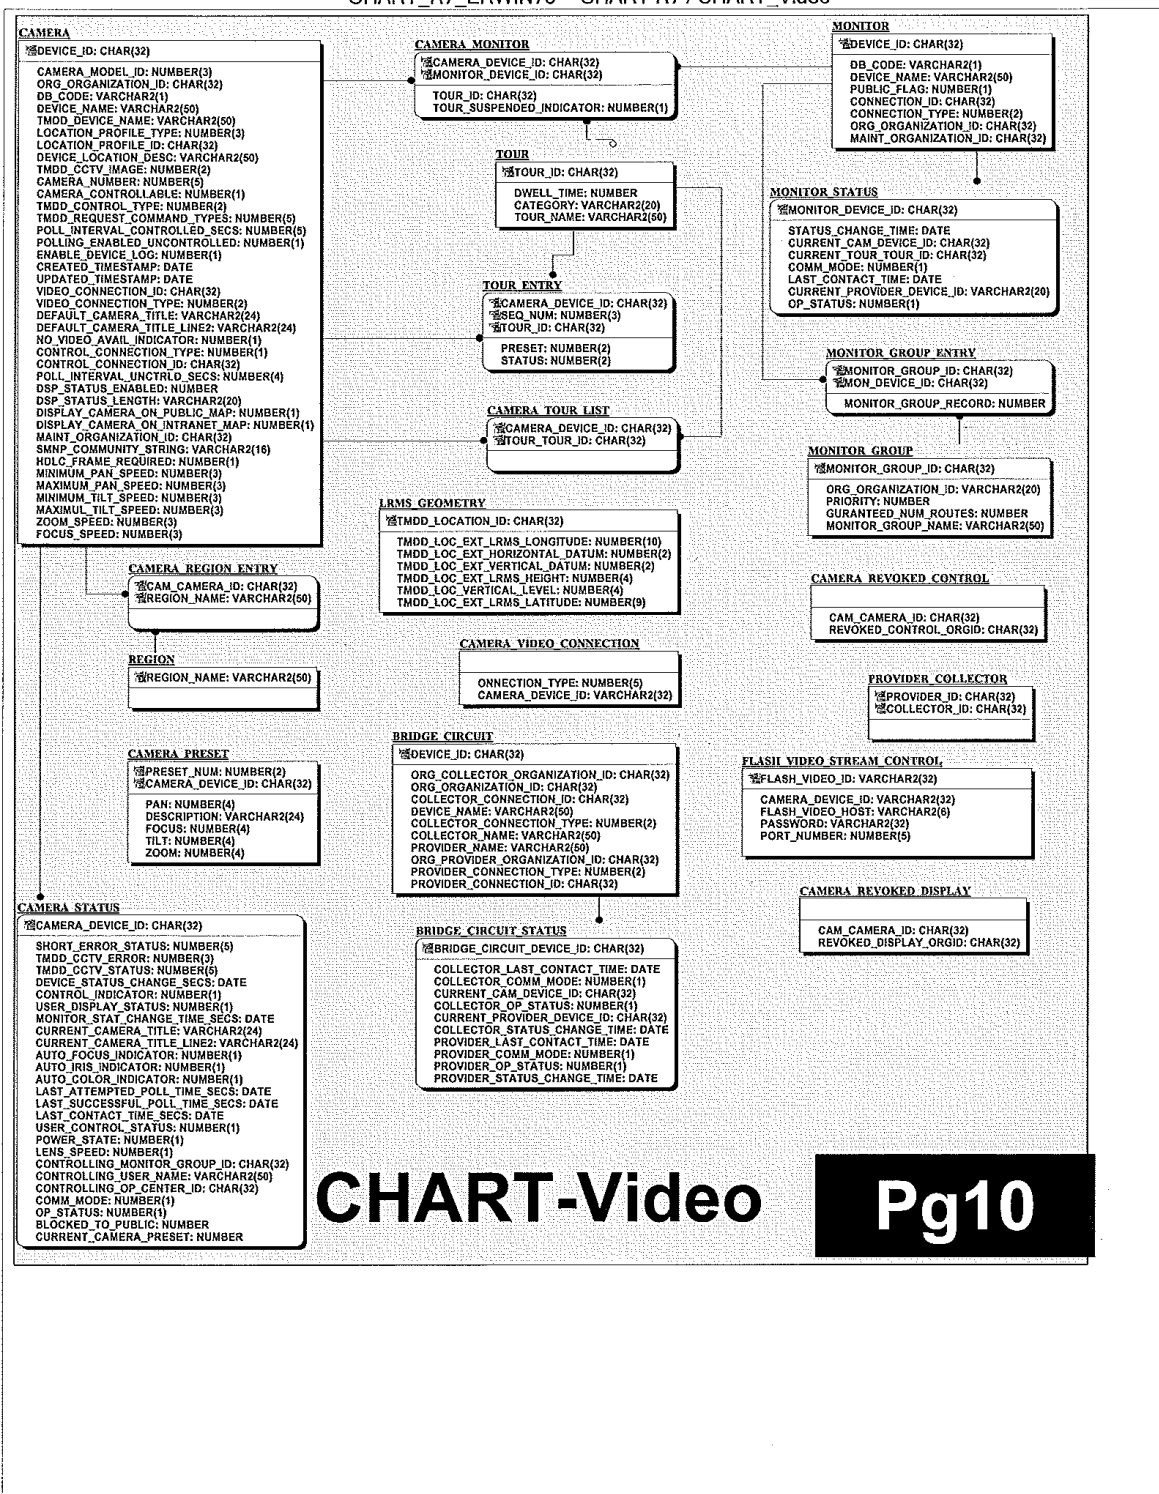 CAMERA
DEVICE_ID: CHAR(32)
CAMERA_MODEL_ID: NUMBER(3)
ORG_ORGANIZATION_ID: CHAR(32)
DB_CODE: VARCHAR2(1)
DEVICE_NAME: VARCHAR2(50)
TMDD_DEVICE_NAME: VARCHAR2(50)
LOCATION_PROFILE_TYPE: NUMBER(3)
LOCATION_PROFILE_ID: CHAR(32)
DEVICE_LOCATION_DESC: VARCHAR2(50)
TMDD_CCTV_IMAGE: NUMBER(2)
CAMERA_NUMBER: NUMBER(5)
CAMERA_CONTROLLABLE: NUMBER(1)
TMDD_CONTROL_TYPE: NUMBER(2)
TMDD_REQUEST_COMMAND_TYPES: NUMBER(5)
POLL_INTERVAL_CONTROLLED_SECS: NUMBER(5)
POLLING_ENABLED_UNCONTROLLED: NUMBER(1)
ENABLE_DEVICE_LOG: NUMBER(1)
CREATED_TIMESTAMP: DATE
UPDATED_TIMESTAMP: DATE
VIDEO_CONNECTION_ID: CHAR(32)
VIDEO_CONNECTION_TYPE: NUMBER(2)
DEFAULT_CAMERA_TITLE: VARCHAR2(24)
DEFAULT_CAMERA_TITLE_LINE2: VARCHAR2(24)
NO_VIDEO_AVAIL_INDICATOR: NUMBER(1)
CONTROL_CONNECTION_TYPE: NUMBER(1)
CONTROL_CONNECTION_ID: CHAR(32)
POLL_INTERVAL_UNCTRLD_SECS: NUMBER(4)
DSP_STATUS_ENABLED: NUMBER
DSP_STATUS_LENGTH: VARCHAR2(20)
DISPLAY_CAMERA_ON_PUBLIC_MAP: NUMBER(1)
DISPLAY_CAMERA_ON_INTRANET_MAP: NUMBER(1)
MAINT_ORGANIZATION_ID: CHAR(32)
SMNP_COMMUNITY_STRING: VARCHAR2(16)
HDLC_FRAME_REQUIRED: NUMBER(1)
MINIMUM_PAN_SPEED: NUMBER(3)
MAXIMUM_PAN_SPEED: NUMBER(3)
MINIMUM_TILT_SPEED: NUMBER(3)
MAXIMUL_TILT_SPEED: NUMBER(3)
ZOOM_SPEED: NUMBER(3)
FOCUS_SPEED: NUMBER(3)
CAMERA_MONITOR
CAMERA_DEVICE_ID: CHAR(32)
MONITOR_DEVICE_ID: CHAR(32)
TOUR_ID: CHAR(32)
TOUR_SUSPENDED_INDICATOR: NUMBER(1)
MONITOR
DEVICE_ID: CHAR(32)
DB_CODE: VARCHAR2(1)
DEVICE_NAME: VARCHAR2(50)
PUBLIC_FLAG: NUMBER(1)
CONNECTION_ID: CHAR(32)
CONNECTION_TYPE: NUMBER(2)
ORG_ORGANIZATION_ID: CHAR(32)
MAINT_ORGANIZATION_ID: CHAR(32)
TOUR
TOUR_ID: CHAR(32)
DWELL_TIME: NUMBER
CATEGORY: VARCHAR2(20)
TOUR_NAME: VARCHAR2(50)
MONITOR_STATUS
MONITOR_DEVICE_ID: CHAR(32)
STATUS_CHANGE_TIME: DATE
CURRENT_CAM_DEVICE_ID: CHAR(32)
CURRENT_TOUR_TOUR_ID: CHAR(32)
COMM_MODE: NUMBER(1)
LAST_CONTACT_TIME: DATE
CURRENT_PROVIDER_DEVICE_ID: VARCHAR2(20)
OP_STATUS: NUMBER(1)
TOUR_ENTRY
CAMERA_DEVICE_ID: CHAR(32)
SEQ_NUM: NUMBER(3)
TOUR_ID: CHAR(32)
PRESET: NUMBER(2)
STATUS: NUMBER(2)
MONITOR_GROUP_ENTRY
MONITOR_GROUP_ID: CHAR(32)
MON_DEVICE_ID: CHAR(32)
MONITOR_GROUP_RECORD: NUMBER
CAMERA_TOUR_LIST
CAMERA_DEVICE_ID: CHAR(32)
TOUR_TOUR_ID: CHAR(32)
MONITOR_GROUP
MONITOR_GROUP_ID: CHAR(32)
ORG_ORGANIZATION_ID: VARCHAR2(20)
PRIORITY: NUMBER
GURANTEED_NUM_ROUTES: NUMBER
MONITOR_GROUP_NAME: VARCHAR2(50)
LRMS_GEOMETRY
TMDD_LOCATION_ID: CHAR(32)
TMDD_LOC_EXT_LRMS_LONGITUDE: NUMBER(10)
TMDD_LOC_EXT_HORIZONTAL_DATUM: NUMBER(2)
TMDD_LOC_EXT_VERTICAL_DATUM: NUMBER(2)
TMDD_LOC_EXT_LRMS_HEIGHT: NUMBER(4)
TMDD_LOC_VERTICAL_LEVEL: NUMBER(4)
TMDD_LOC_EXT_LRMS_LATITUDE: NUMBER(9)
CAMERA_REGION_ENTRY
CAM_CAMERA_ID: CHAR(32)
REGION_NAME: VARCHAR2(50)
CAMERA_REVOKED_CONTROL
CAM_CAMERA_ID: CHAR(32)
REVOKED_CONTROL_ORGID: CHAR(32)
REGION
REGION_NAME: VARCHAR2(50)
CAMERA_VIDEO_CONNECTION
ONNECTION_TYPE: NUMBER(5)
CAMERA_DEVICE_ID: VARCHAR2(32)
PROVIDER_COLLECTOR
PROVIDER_ID: CHAR(32)
COLLECTOR_ID: CHAR(32)
CAMERA_PRESET
PRESET_NUM: NUMBER(2)
CAMERA_DEVICE_ID: CHAR(32)
PAN: NUMBER(4)
DESCRIPTION: VARCHAR2(24)
FOCUS: NUMBER(4)
TILT: NUMBER(4)
ZOOM: NUMBER(4)
BRIDGE_CIRCUIT
DEVICE_ID: CHAR(32)
ORG_COLLECTOR_ORGANIZATION_ID: CHAR(32)
ORG_ORGANIZATION_ID: CHAR(32)
COLLECTOR_CONNECTION_ID: CHAR(32)
DEVICE_NAME: VARCHAR2(50)
COLLECTOR_CONNECTION_TYPE: NUMBER(2)
COLLECTOR_NAME: VARCHAR2(50)
PROVIDER_NAME: VARCHAR2(50)
ORG_PROVIDER_ORGANIZATION_ID: CHAR(32)
PROVIDER_CONNECTION_TYPE: NUMBER(2)
PROVIDER_CONNECTION_ID: CHAR(32)
FLASH_VIDEO_STREAM_CONTROL
FLASH_VIDEO_ID: VARCHAR2(32)
CAMERA_DEVICE_ID: VARCHAR2(32)
FLASH_VIDEO_HOST: VARCHAR2(6)
PASSWORD: VARCHAR2(32)
PORT_NUMBER: NUMBER(5)
CAMERA_REVOKED_DISPLAY
CAM_CAMERA_ID: CHAR(32)
REVOKED_DISPLAY_ORGID: CHAR(32)
CAMERA_STATUS
CAMERA_DEVICE_ID: CHAR(32)
SHORT_ERROR_STATUS: NUMBER(5)
TMDD_CCTV_ERROR: NUMBER(3)
TMDD_CCTV_STATUS: NUMBER(5)
DEVICE_STATUS_CHANGE_SECS: DATE
CONTROL_INDICATOR: NUMBER(1)
USER_DISPLAY_STATUS: NUMBER(1)
MONITOR_STAT_CHANGE_TIME_SECS: DATE
CURRENT_CAMERA_TITLE: VARCHAR2(24)
CURRENT_CAMERA_TITLE_LINE2: VARCHAR2(24)
AUTO_FOCUS_INDICATOR: NUMBER(1)
AUTO_IRIS_INDICATOR: NUMBER(1)
AUTO_COLOR_INDICATOR: NUMBER(1)
LAST_ATTEMPTED_POLL_TIME_SECS: DATE
LAST_SUCCESSFUL_POLL_TIME_SECS: DATE
LAST_CONTACT_TIME_SECS: DATE
USER_CONTROL_STATUS: NUMBER(1)
POWER_STATE: NUMBER(1)
LENS_SPEED: NUMBER(1)
CONTROLLING_MONITOR_GROUP_ID: CHAR(32)
CONTROLLING_USER_NAME: VARCHAR2(50)
CONTROLLING_OP_CENTER_ID: CHAR(32)
COMM_MODE: NUMBER(1)
OP_STATUS: NUMBER(1)
BLOCKED_TO_PUBLIC: NUMBER
CURRENT_CAMERA_PRESET: NUMBER
BRIDGE_CIRCUIT_STATUS
BRIDGE_CIRCUIT_DEVICE_ID: CHAR(32)
COLLECTOR_LAST_CONTACT_TIME: DATE
COLLECTOR_COMM_MODE: NUMBER(1)
CURRENT_CAM_DEVICE_ID: CHAR(32)
COLLECTOR_OP_STATUS: NUMBER(1)
CURRENT_PROVIDER_DEVICE_ID: CHAR(32)
COLLECTOR_STATUS_CHANGE_TIME: DATE
PROVIDER_LAST_CONTACT_TIME: DATE
PROVIDER_COMM_MODE: NUMBER(1)
PROVIDER_OP_STATUS: NUMBER(1)
PROVIDER_STATUS_CHANGE_TIME: DATE
CHART-Video
Pg10